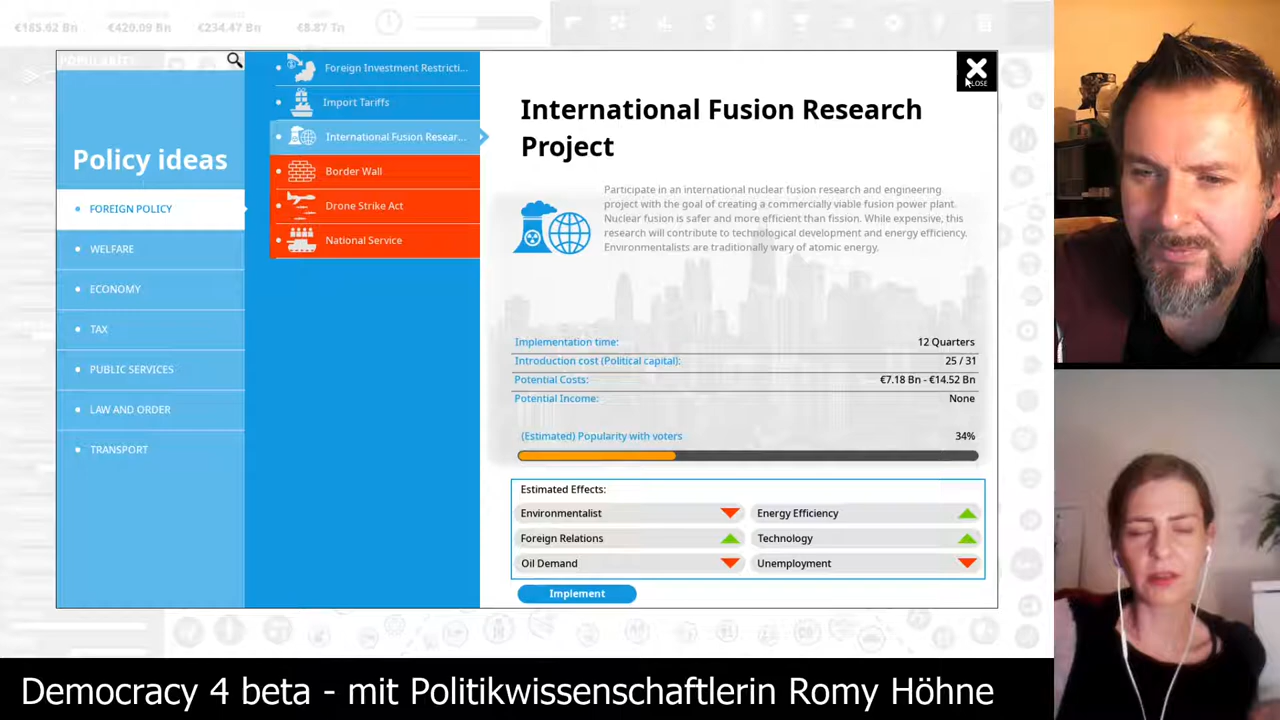 €185.62 Bn
€420.09 Bn
€234.47 Bn
€8.87 Tn
Policy ideas
FOREIGN POLICY
WELFARE
ECONOMY
TAX
PUBLIC SERVICES
LAW AND ORDER
TRANSPORT
Foreign Investment Restricti...
Import Tariffs
International Fusion Resear...
Border Wall
Drone Strike Act
National Service
CLOSE
International Fusion Research
Project
Participate in an international nuclear fusion research and engineering
project with the goal of creating a commercially viable fusion power plant.
Nuclear fusion is safer and more efficient than fission. While expensive, this
research will contribute to technological development and energy efficiency.
Environmentalists are traditionally wary of atomic energy.
Implementation time: 12 Quarters
Introduction cost (Political capital): 25 / 31
Potential Costs: €7.18 Bn - €14.52 Bn
Potential Income: None
(Estimated) Popularity with voters 34%
Estimated Effects:
Environmentalist Energy Efficiency
Foreign Relations Technology
Oil Demand Unemployment
Implement
Democracy 4 beta - mit Politikwissenschaftlerin Romy Höhne